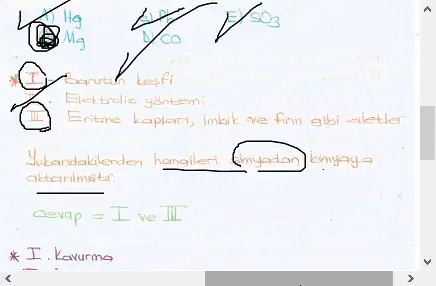 A) Hg C) Pb E) SO3
Mg D) CO
* I - Barutun keşfi
. Elektroliz yöntemi
III Eritme kapları, imbik ve fırın gibi aletler
Yukarıdakilerden hangileri simyadan kimyaya
aktarılmıştır.
cevap = I ve III
* I. Kavurma